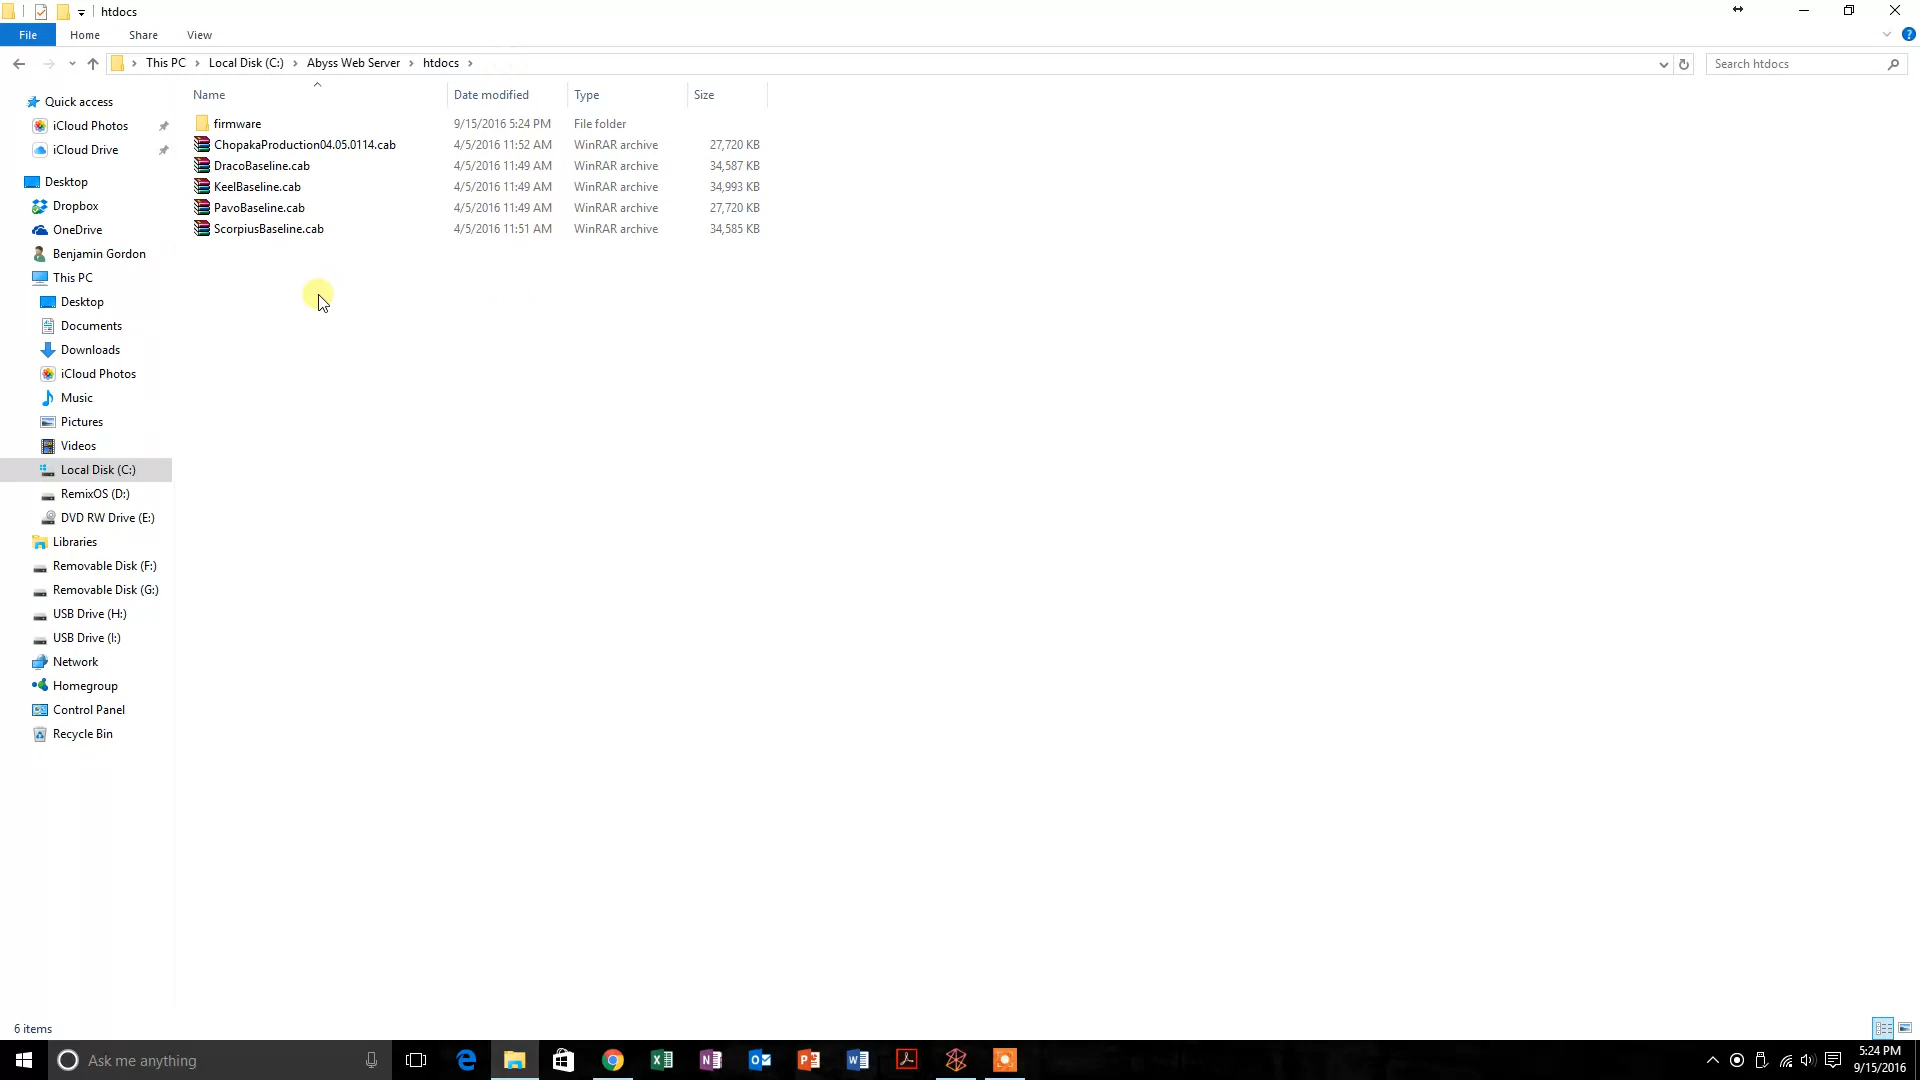 htdocs
File Home Share View
This PC Local Disk (C:) Abyss Web Server htdocs
Search htdocs
Name Date modified Type Size
firmware 9/15/2016 5:24 PM File folder
ChopakaProduction04.05.0114.cab 4/5/2016 11:52 AM WinRAR archive 27,720 KB
DracoBaseline.cab 4/5/2016 11:49 AM WinRAR archive 34,587 KB
KeelBaseline.cab 4/5/2016 11:49 AM WinRAR archive 34,993 KB
PavoBaseline.cab 4/5/2016 11:49 AM WinRAR archive 27,720 KB
ScorpiusBaseline.cab 4/5/2016 11:51 AM WinRAR archive 34,585 KB
Quick access
iCloud Photos
iCloud Drive
Desktop
Dropbox
OneDrive
Benjamin Gordon
This PC
Desktop
Documents
Downloads
iCloud Photos
Music
Pictures
Videos
Local Disk (C:)
RemixOS (D:)
DVD RW Drive (E:)
Libraries
Removable Disk (F:)
Removable Disk (G:)
USB Drive (H:)
USB Drive (I:)
Network
Homegroup
Control Panel
Recycle Bin
6 items
Ask me anything
5:24 PM
9/15/2016